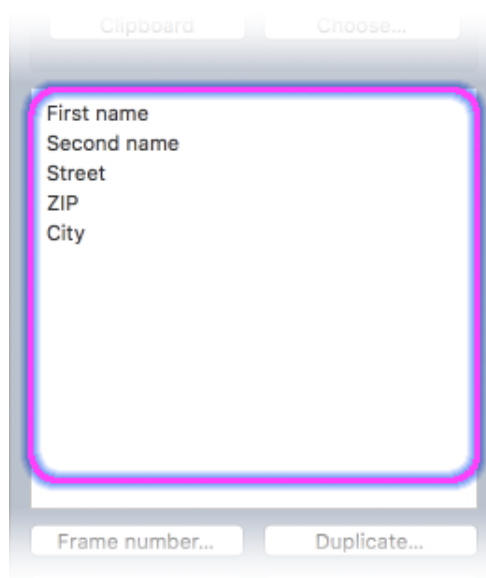 Clipboard Choose...
First name
Second name
Street
ZIP
City
Frame number... Duplicate...